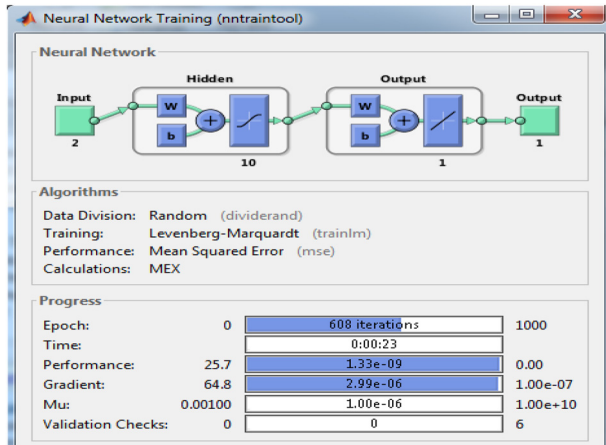 Neural Network Training (nntraintool)
Neural Network
Hidden Output
Input W W Output
b + b +
2 10 1 1
Algorithms
Data Division: Random (dividerand)
Training: Levenberg-Marquardt (trainlm)
Performance: Mean Squared Error (mse)
Calculations: MEX
Progress
Epoch: 0 608 iterations 1000
Time: 0:00:23
Performance: 25.7 1.33e-09 0.00
Gradient: 64.8 2.99e-06 1.00e-07
Mu: 0.00100 1.00e-06 1.00e+10
Validation Checks: 0 0 6